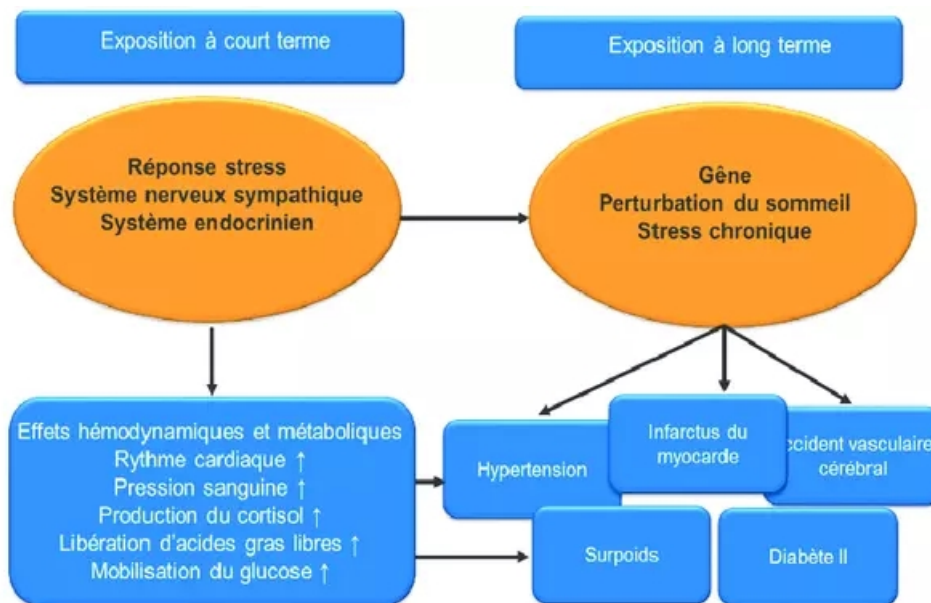 Exposition à court terme
Exposition à long terme
Réponse stress
Système nerveux sympathique
Système endocrinien
Gêne
Perturbation du sommeil
Stress chronique
Effets hémodynamiques et métaboliques
Rythme cardiaque ↑
Pression sanguine ↑
Production du cortisol ↑
Libération d'acides gras libres ↑
Mobilisation du glucose ↑
Hypertension
Infarctus du
myocarde
ccident vasculaire
cérébral
Surpoids
Diabète II